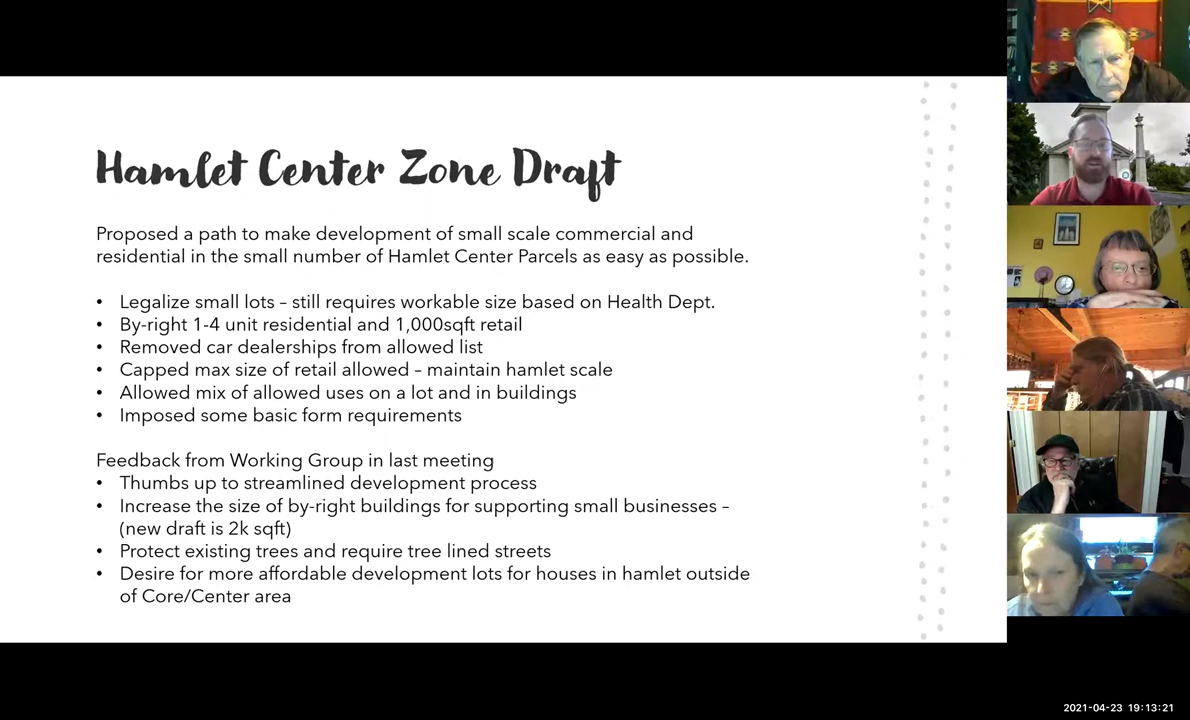 Hamlet Center Zone Draft
Proposed a path to make development of small scale commercial and
residential in the small number of Hamlet Center Parcels as easy as possible.
• Legalize small lots – still requires workable size based on Health Dept.
• By-right 1-4 unit residential and 1,000sqft retail
• Removed car dealerships from allowed list
• Capped max size of retail allowed – maintain hamlet scale
• Allowed mix of allowed uses on a lot and in buildings
• Imposed some basic form requirements
Feedback from Working Group in last meeting
• Thumbs up to streamlined development process
• Increase the size of by-right buildings for supporting small businesses –
(new draft is 2k sqft)
• Protect existing trees and require tree lined streets
• Desire for more affordable development lots for houses in hamlet outside
of Core/Center area
2021-04-23 19:13:21